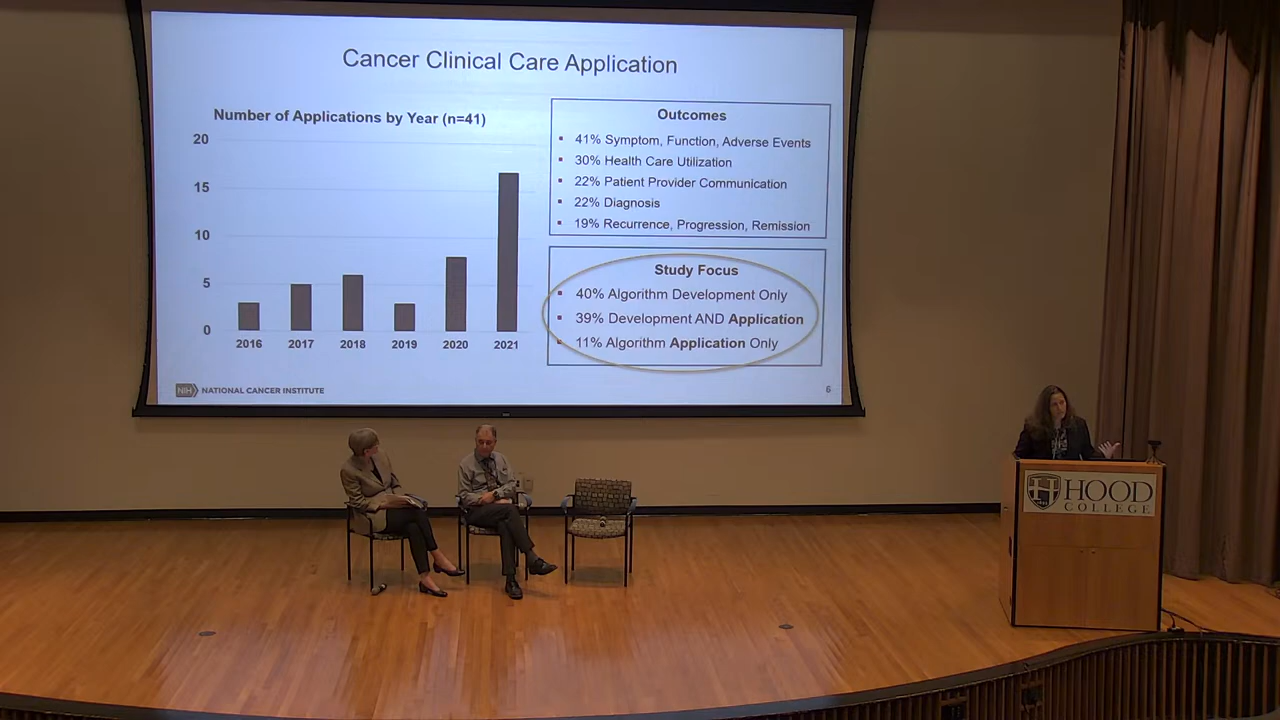 Cancer Clinical Care Application
Number of Applications by Year (n=41)
20
15
10
5
0
2016 2017 2018 2019 2020 2021
Outcomes
▪ 41% Symptom, Function, Adverse Events
▪ 30% Health Care Utilization
▪ 22% Patient Provider Communication
▪ 22% Diagnosis
▪ 19% Recurrence, Progression, Remission
Study Focus
▪ 40% Algorithm Development Only
▪ 39% Development AND Application
▪ 11% Algorithm Application Only
NIH NATIONAL CANCER INSTITUTE
6
HOOD
COLLEGE